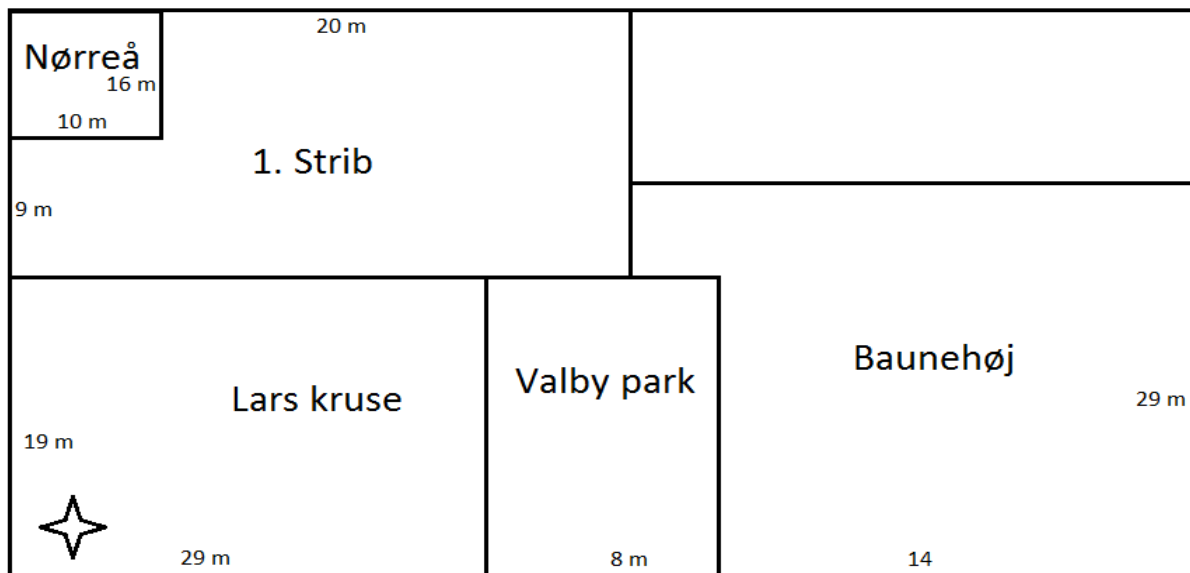 20 m
Nørreå
16 m
10 m
1. Strib
9 m
Baunehøj
Valby park
Lars kruse
29 m
19 m
29 m
8 m
14